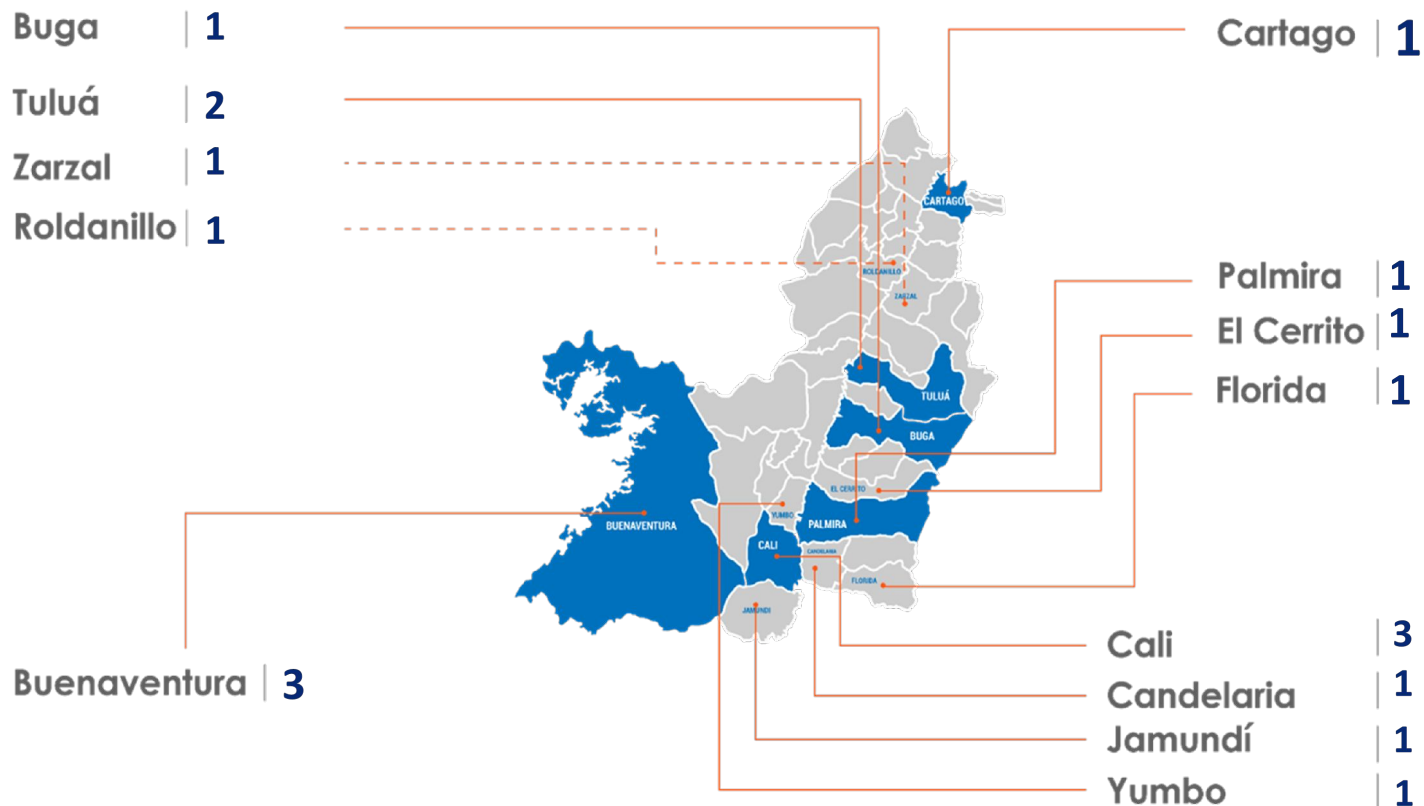 Buga | 1
Tuluá | 2
Zarzal | 1
Roldanillo | 1
Buenaventura | 3
Cartago | 1
Palmira | 1
El Cerrito | 1
Florida | 1
Cali | 3
Candelaria | 1
Jamundí | 1
Yumbo | 1
CARTAGO
ROLDANILLO
ZARZAL
TULUÁ
BUGA
EL CERRITO
YUMBO
PALMIRA
BUENAVENTURA
CALI
CANDELARIA
FLORIDA
JAMUNDI